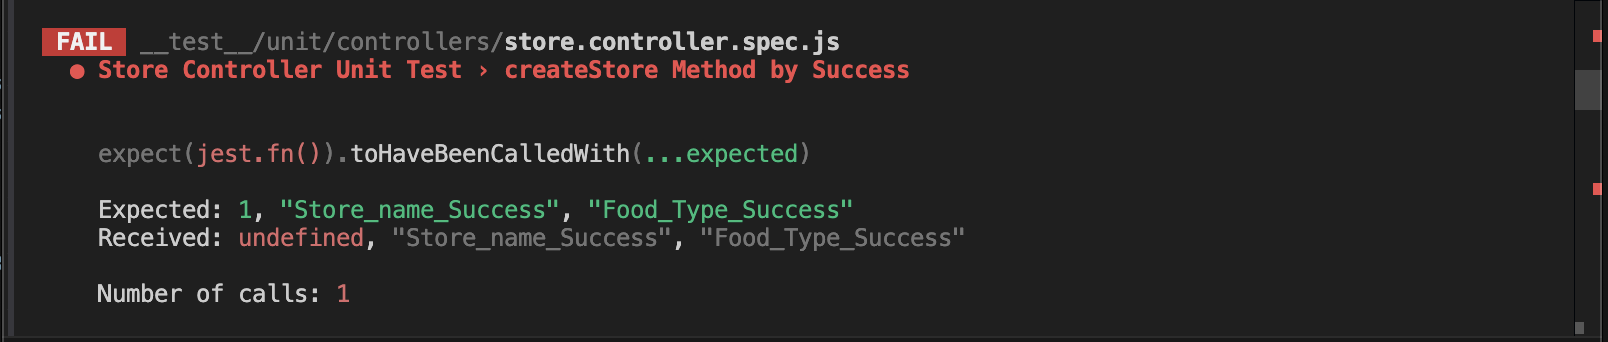 FAIL __test__/unit/controllers/store.controller.spec.js
● Store Controller Unit Test › createStore Method by Success
expect(jest.fn()).toHaveBeenCalledWith(...expected)
Expected: 1, "Store_name_Success", "Food_Type_Success"
Received: undefined, "Store_name_Success", "Food_Type_Success"
Number of calls: 1